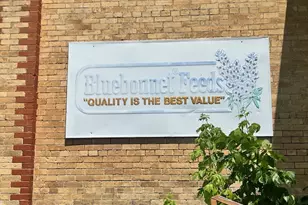 Bluebonnet Feeds
"QUALITY IS THE BEST VALUE"